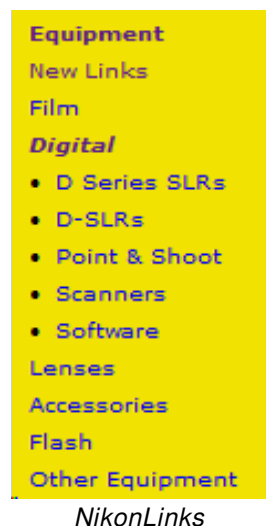 Equipment
New Links
Film
Digital
• D Series SLRs
• D-SLRs
• Point & Shoot
• Scanners
• Software
Lenses
Accessories
Flash
Other Equipment
NikonLinks